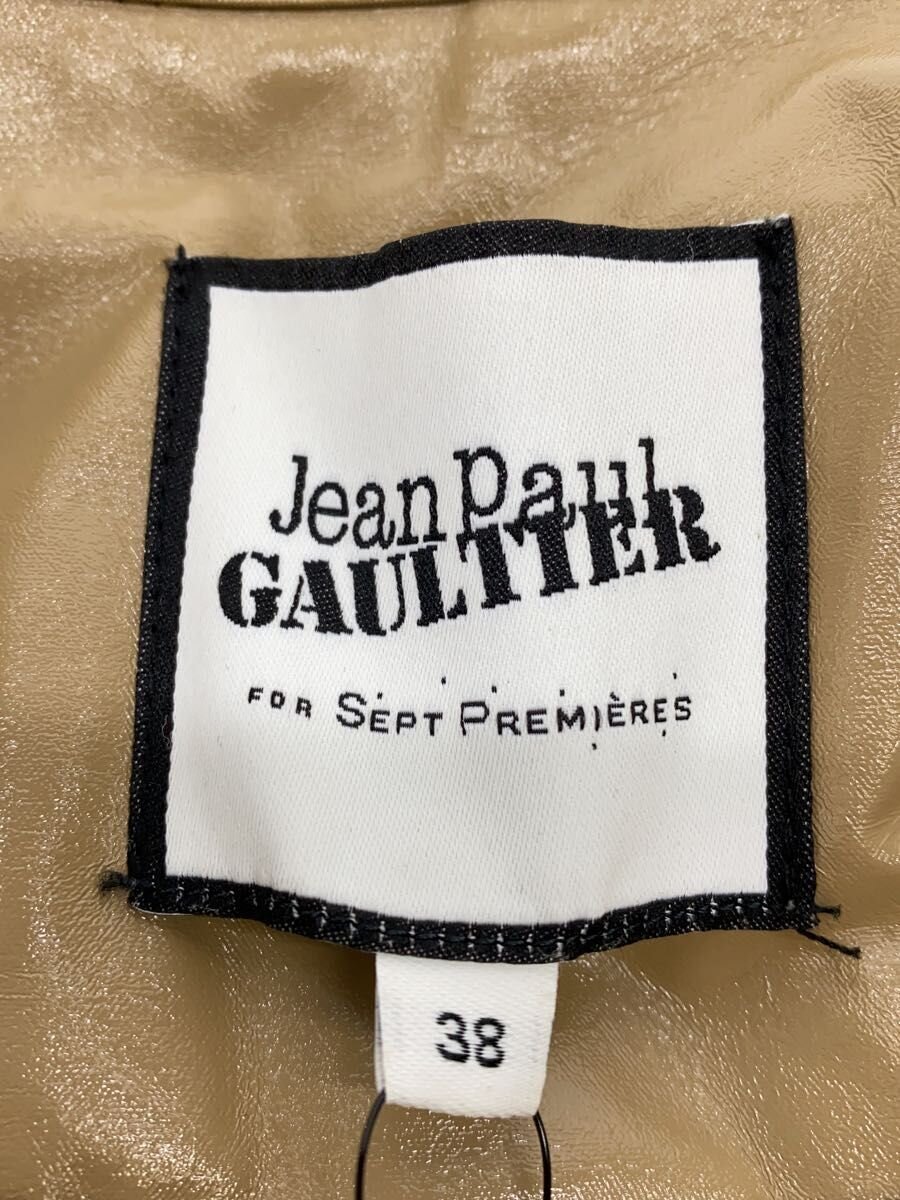 Jean Paul
GAULTIER
FOR SEPT PREMIÈRES
38